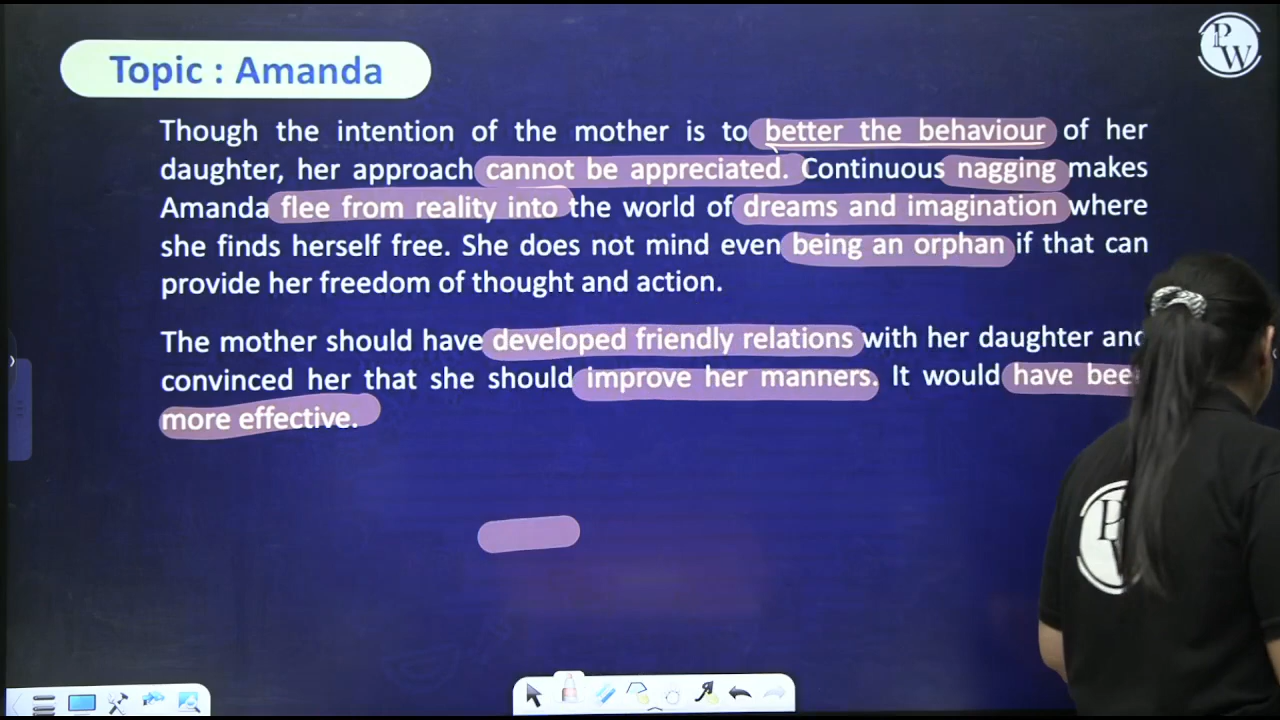 PW
Topic : Amanda
Though the intention of the mother is to better the behaviour of her
daughter, her approach cannot be appreciated. Continuous nagging makes
Amanda flee from reality into the world of dreams and imagination where
she finds herself free. She does not mind even being an orphan if that can
provide her freedom of thought and action.
The mother should have developed friendly relations with her daughter and
convinced her that she should improve her manners. It would have been
more effective.
PW